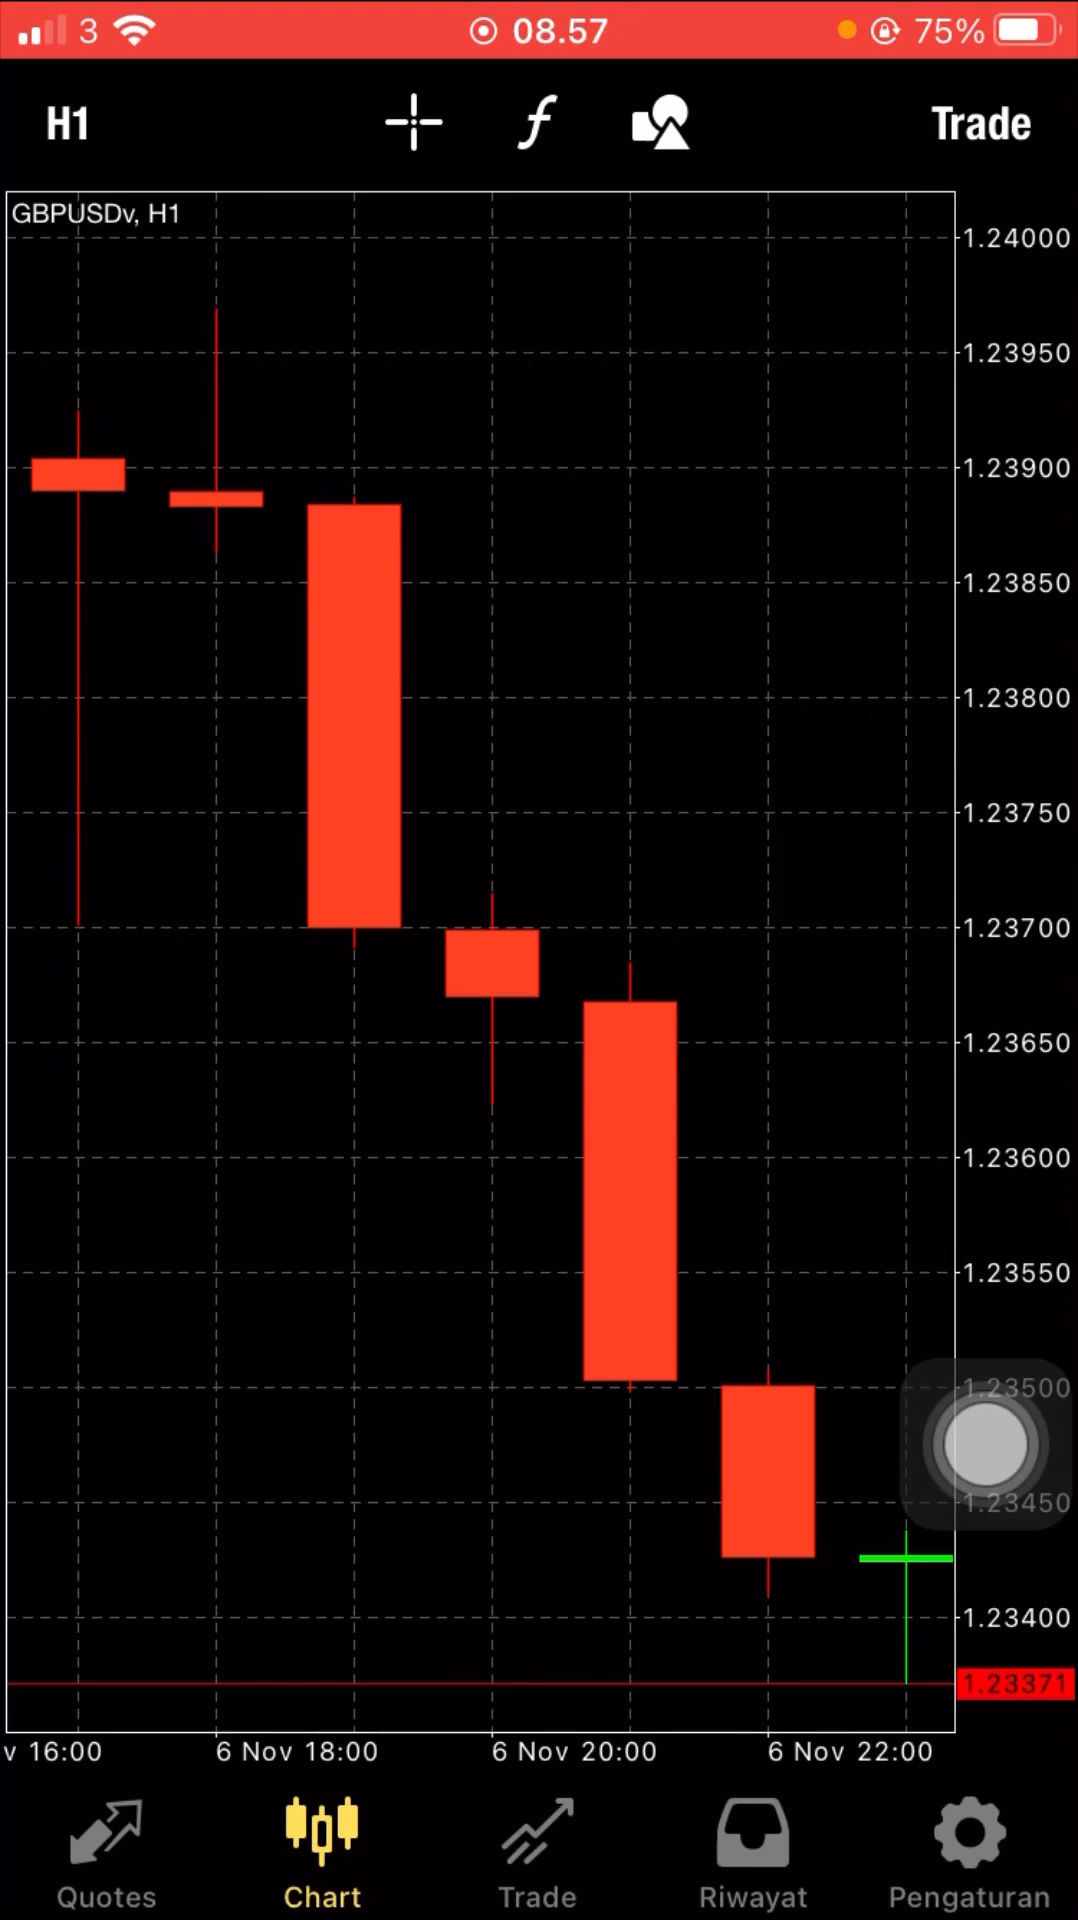 3 08.57 75%
H1 f Trade
GBPUSDv, H1
1.24000
1.23950
1.23900
1.23850
1.23800
1.23750
1.23700
1.23650
1.23600
1.23550
1.23500
1.23450
1.23400
1.23371
v 16:00 6 Nov 18:00 6 Nov 20:00 6 Nov 22:00
Quotes Chart Trade Riwayat Pengaturan